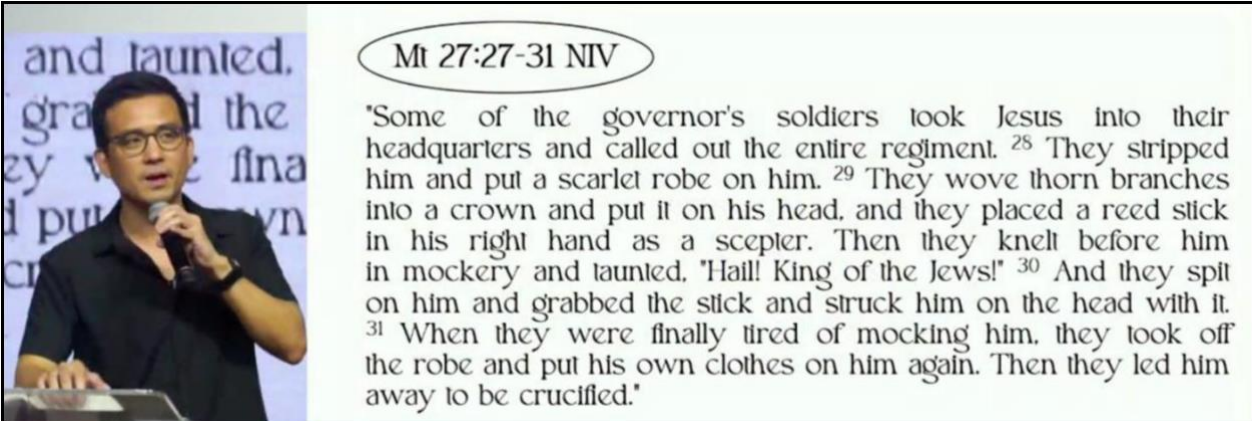 and taunted,
gra d the
fina
d put wn
Mt 27:27-31 NIV
"Some of the governor's soldiers took Jesus into their
headquarters and called out the entire regiment. 28 They stripped
him and put a scarlet robe on him. 29 They wove thorn branches
into a crown and put it on his head, and they placed a reed stick
in his right hand as a scepter. Then they knelt before him
in mockery and taunted, "Hail! King of the Jews!" 30 And they spit
on him and grabbed the stick and struck him on the head with it.
31 When they were finally tired of mocking him, they took off
the robe and put his own clothes on him again. Then they led him
away to be crucified."